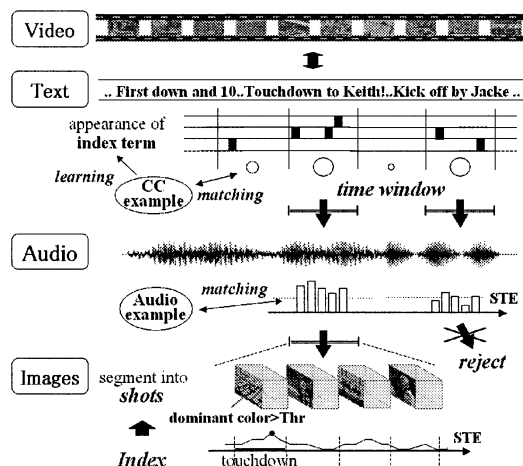 Video
Text
.. First down and 10..Touchdown to Keith!..Kick off by Jacke ..
appearance of
index term
learning
CC
example
matching
time window
Audio
matching
Audio
example
STE
reject
Images
segment into
shots
dominant color>Thr
STE
Index
touchdown